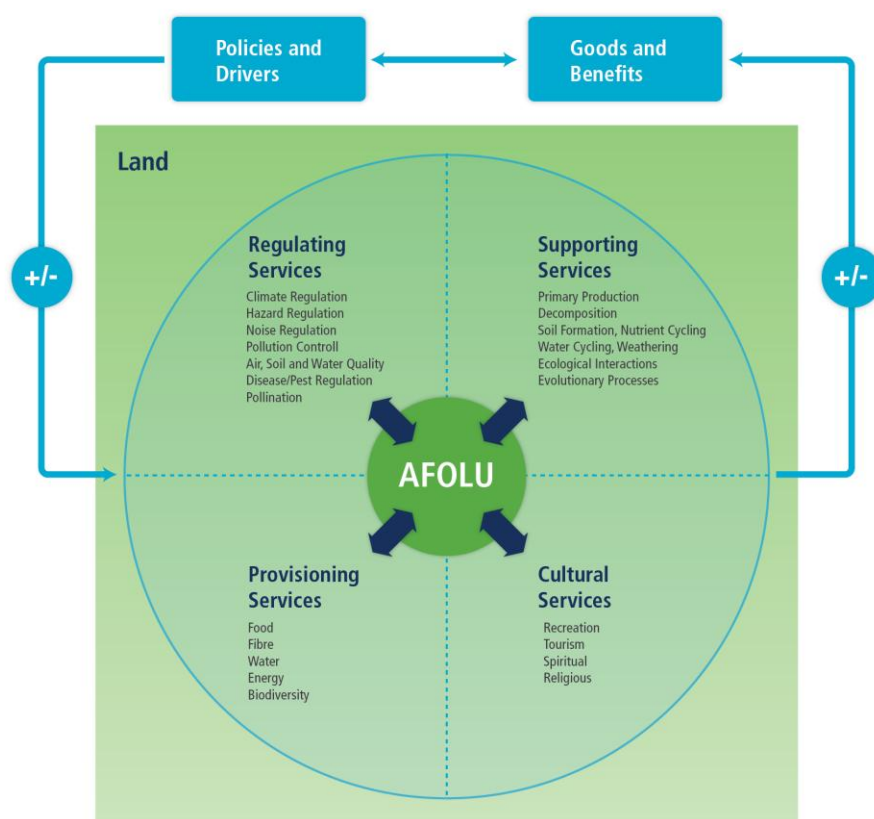 Policies and
Drivers
Goods and
Benefits
Land
+/-
+/-
Regulating
Services
Climate Regulation
Hazard Regulation
Noise Regulation
Pollution Controll
Air, Soil and Water Quality
Disease/Pest Regulation
Pollination
Supporting
Services
Primary Production
Decomposition
Soil Formation, Nutrient Cycling
Water Cycling, Weathering
Ecological Interactions
Evolutionary Processes
AFOLU
Provisioning
Services
Food
Fibre
Water
Energy
Biodiversity
Cultural
Services
Recreation
Tourism
Spiritual
Religious